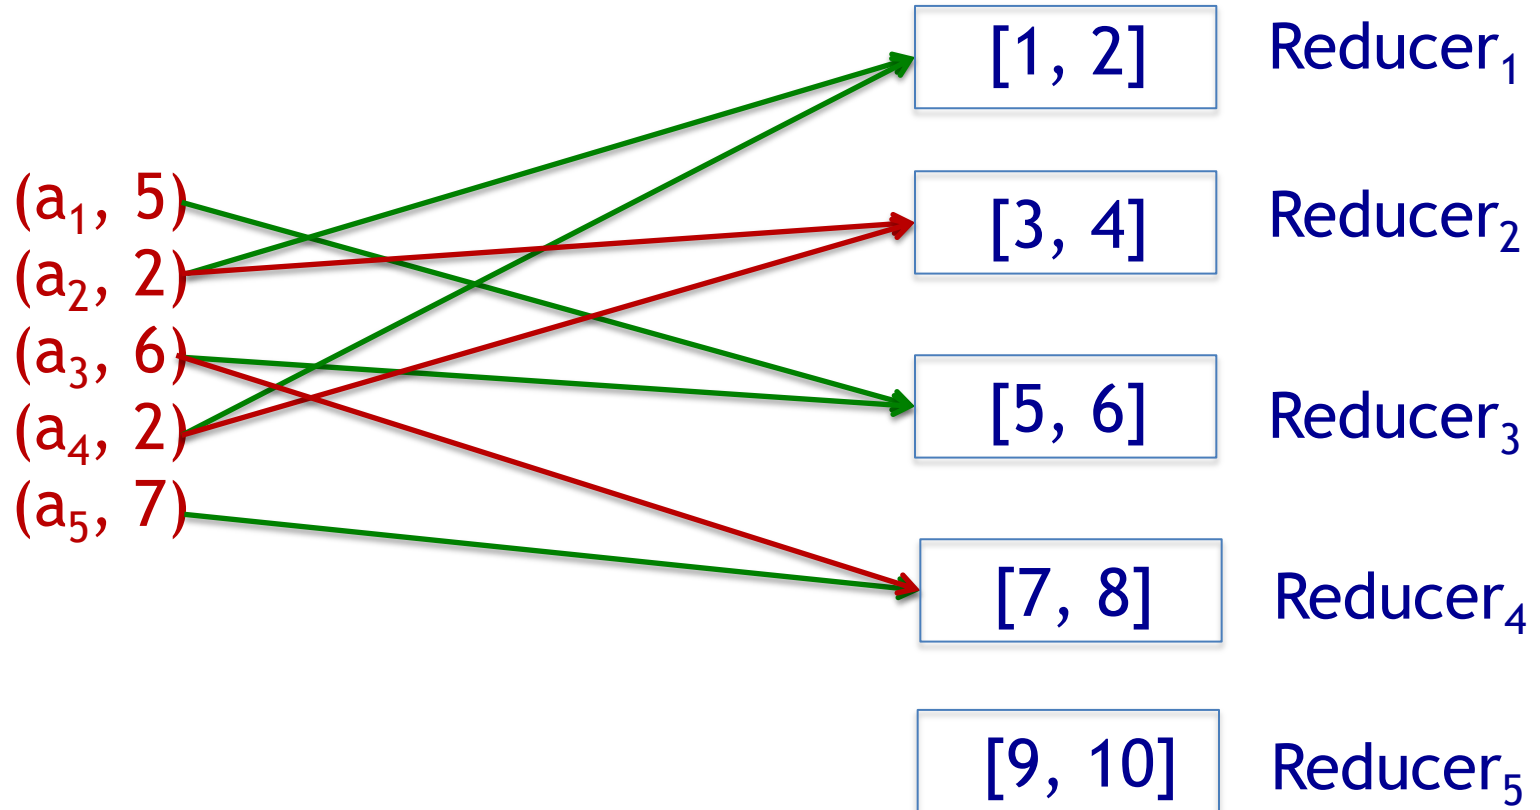 [1, 2] Reducer₁
(a₁, 5)
[3, 4] Reducer₂
(a₂, 2)
(a₃, 6)
[5, 6] Reducer₃
(a₄, 2)
(a₅, 7)
[7, 8] Reducer₄
[9, 10] Reducer₅